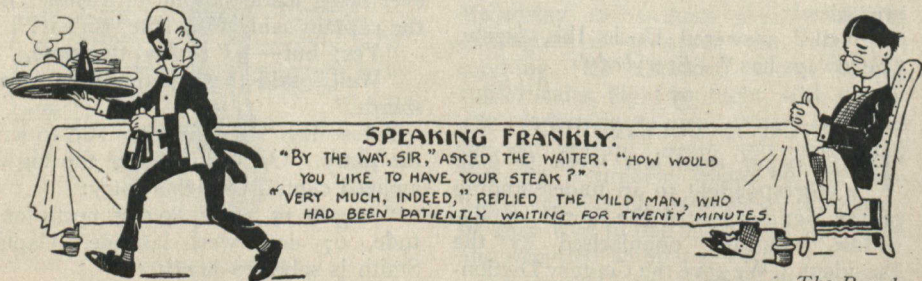 SPEAKING FRANKLY.
"BY THE WAY, SIR," ASKED THE WAITER, "HOW WOULD
YOU LIKE TO HAVE YOUR STEAK?"
"VERY MUCH, INDEED," REPLIED THE MILD MAN, WHO
HAD BEEN PATIENTLY WAITING FOR TWENTY MINUTES.